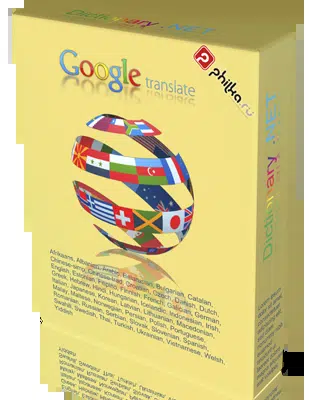 Google translate
philka.ru
Dictionary .NET
Afrikaans, Albanian, Arabic, Belarusian, Bulgarian, Catalan,
Croatian, Czech, Danish, Dutch,
English, Estonian, Filipino, Finnish, French, Galician, German,
Greek, Hebrew, Hindi, Hungarian, Icelandic, Indonesian, Irish,
Italian, Japanese, Korean, Latvian, Lithuanian, Macedonian,
Malay, Maltese, Norwegian, Persian, Polish, Portuguese,
Romanian, Russian, Serbian, Slovak, Slovenian, Spanish,
Swahili, Swedish, Thai, Turkish, Ukrainian, Vietnamese, Welsh,
Yiddish